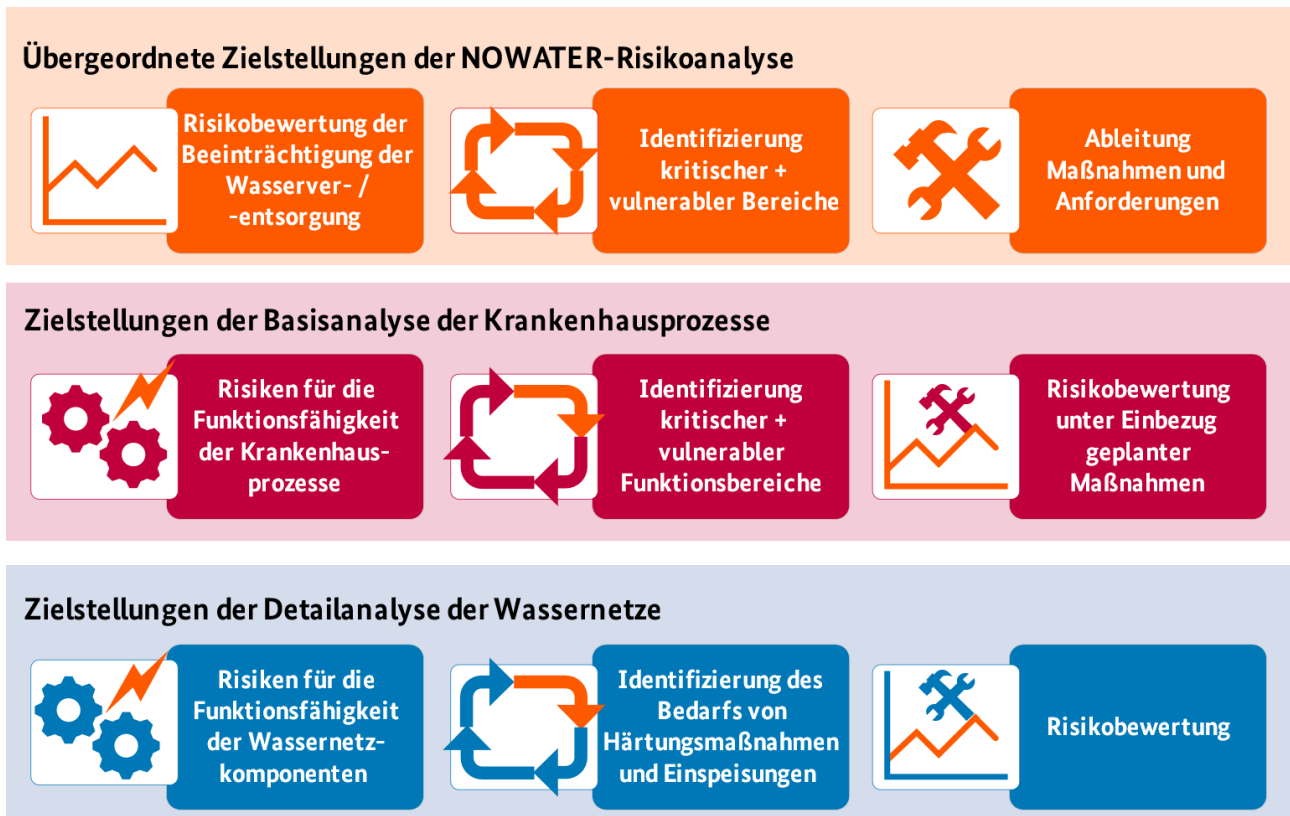 Übergeordnete Zielstellungen der NOWATER-Risikoanalyse
Risikobewertung der
Beeinträchtigung der
Wasserver- /
-entsorgung
Identifizierung
kritischer +
vulnerabler Bereiche
Ableitung
Maßnahmen und
Anforderungen
Zielstellungen der Basisanalyse der Krankenhausprozesse
Risiken für die
Funktionsfähigkeit
der Krankenhaus-
prozesse
Identifizierung
kritischer +
vulnerabler
Funktionsbereiche
Risikobewertung
unter Einbezug
geplanter
Maßnahmen
Zielstellungen der Detailanalyse der Wassernetze
Risiken für die
Funktionsfähigkeit
der Wassernetz-
komponenten
Identifizierung des
Bedarfs von
Härtungsmaßnahmen
und Einspeisungen
Risikobewertung